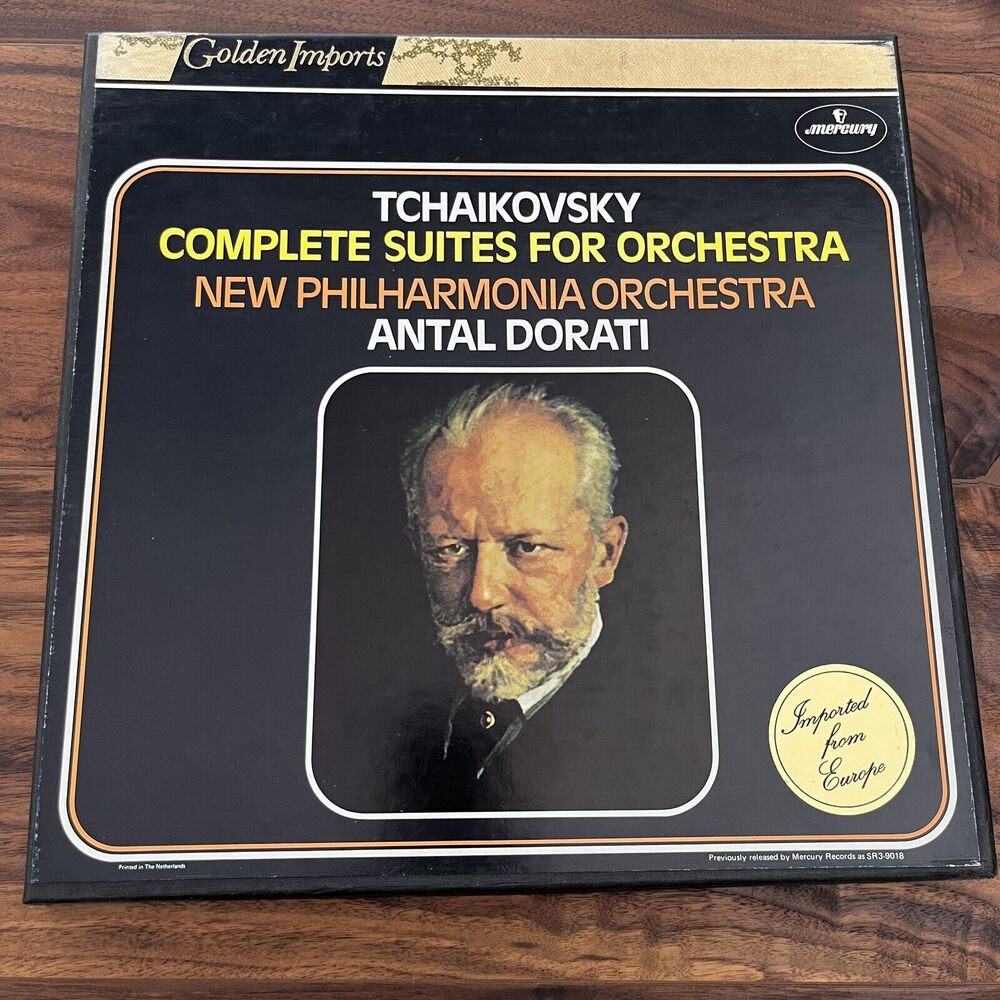 Golden Imports
mercury
TCHAIKOVSKY
COMPLETE SUITES FOR ORCHESTRA
NEW PHILHARMONIA ORCHESTRA
ANTAL DORATI
Imported
from
Europe
Printed in The Netherlands
Previously released by Mercury Records as SR3-9018